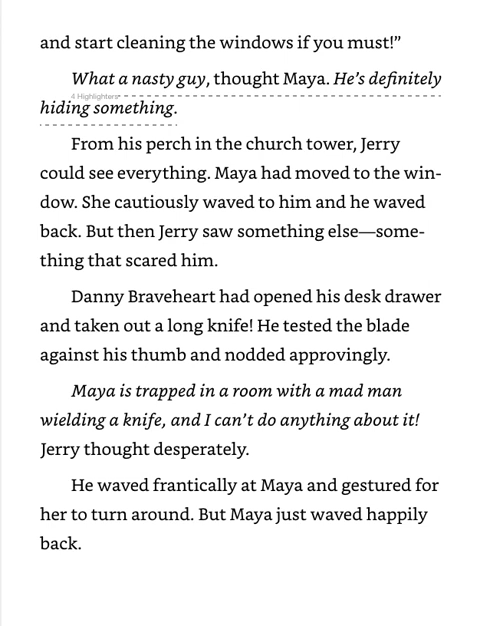 and start cleaning the windows if you must!”
What a nasty guy, thought Maya. He’s definitely
4 Highlighters
hiding something.
From his perch in the church tower, Jerry
could see everything. Maya had moved to the win-
dow. She cautiously waved to him and he waved
back. But then Jerry saw something else—some-
thing that scared him.
Danny Braveheart had opened his desk drawer
and taken out a long knife! He tested the blade
against his thumb and nodded approvingly.
Maya is trapped in a room with a mad man
wielding a knife, and I can’t do anything about it!
Jerry thought desperately.
He waved frantically at Maya and gestured for
her to turn around. But Maya just waved happily
back.